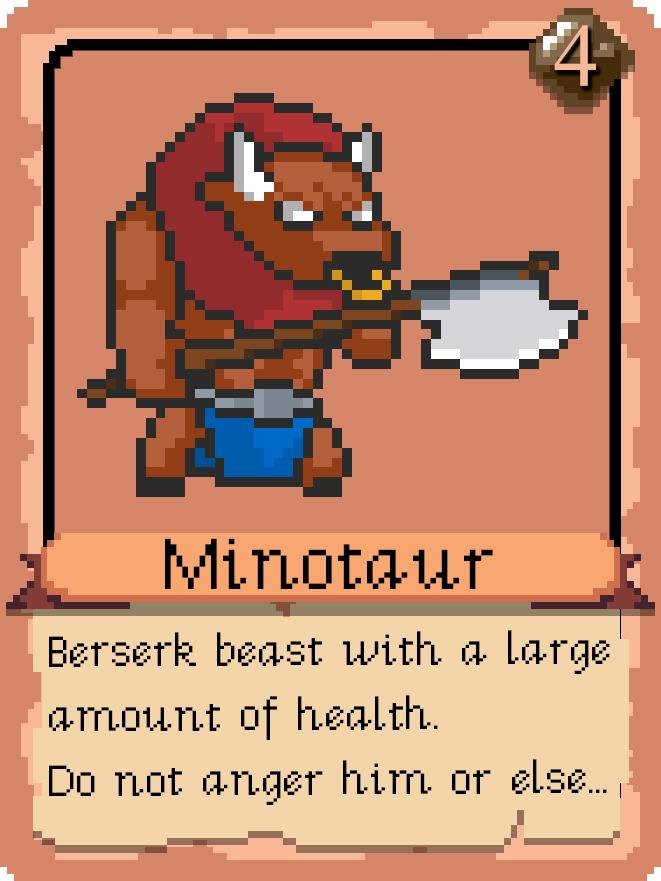 4
Minotaur
Berserk beast with a large
amount of health.
Do not anger him or else...